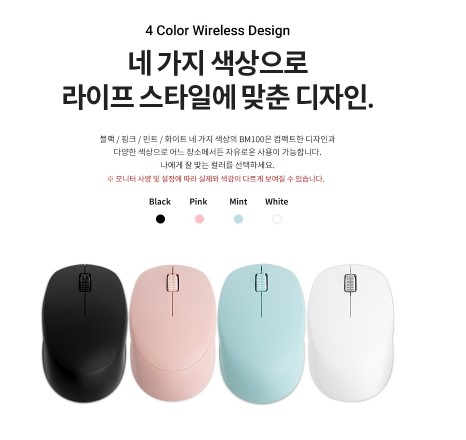 4 Color Wireless Design
네 가지 색상으로
라이프 스타일에 맞춘 디자인.
블랙 / 핑크 / 민트 / 화이트 네 가지 색상의 BM100은 컴팩트한 디자인과
다양한 색상으로 어느 장소에서든 자유로운 사용이 가능합니다.
나에게 잘 맞는 컬러를 선택하세요.
※ 모니터 사양 및 설정에 따라 실제와 색감이 다르게 보여질 수 있습니다.
Black Pink Mint White